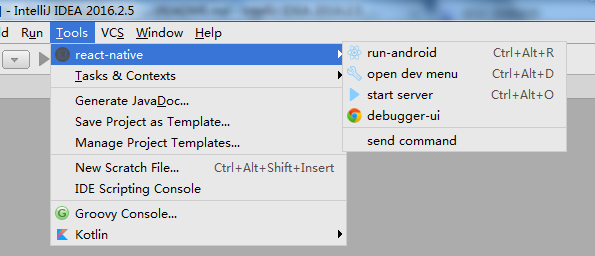 - IntelliJ IDEA 2016.2.5
d Run Tools VCS Window Help
react-native
Tasks & Contexts
Generate JavaDoc...
Save Project as Template...
Manage Project Templates...
New Scratch File... Ctrl+Alt+Shift+Insert
IDE Scripting Console
Groovy Console...
Kotlin
run-android Ctrl+Alt+R
open dev menu Ctrl+Alt+D
start server Ctrl+Alt+O
debugger-ui
send command